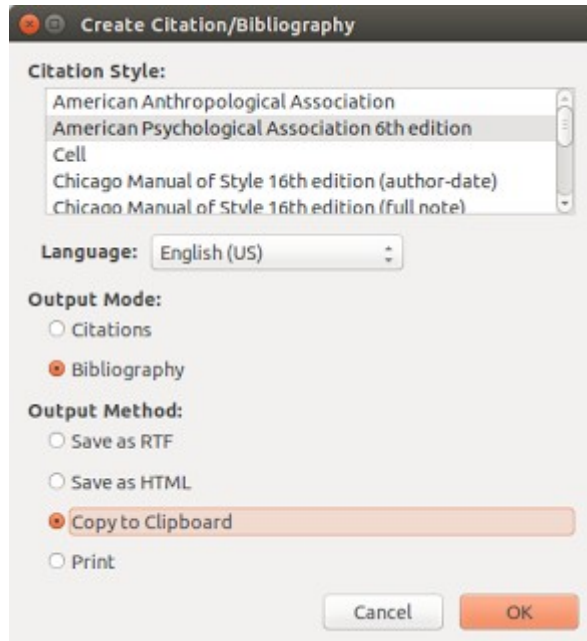 Create Citation/Bibliography
Citation Style:
American Anthropological Association
American Psychological Association 6th edition
Cell
Chicago Manual of Style 16th edition (author-date)
Chicago Manual of Style 16th edition (full note)
Language: English (US)
Output Mode:
Citations
Bibliography
Output Method:
Save as RTF
Save as HTML
Copy to Clipboard
Print
Cancel OK